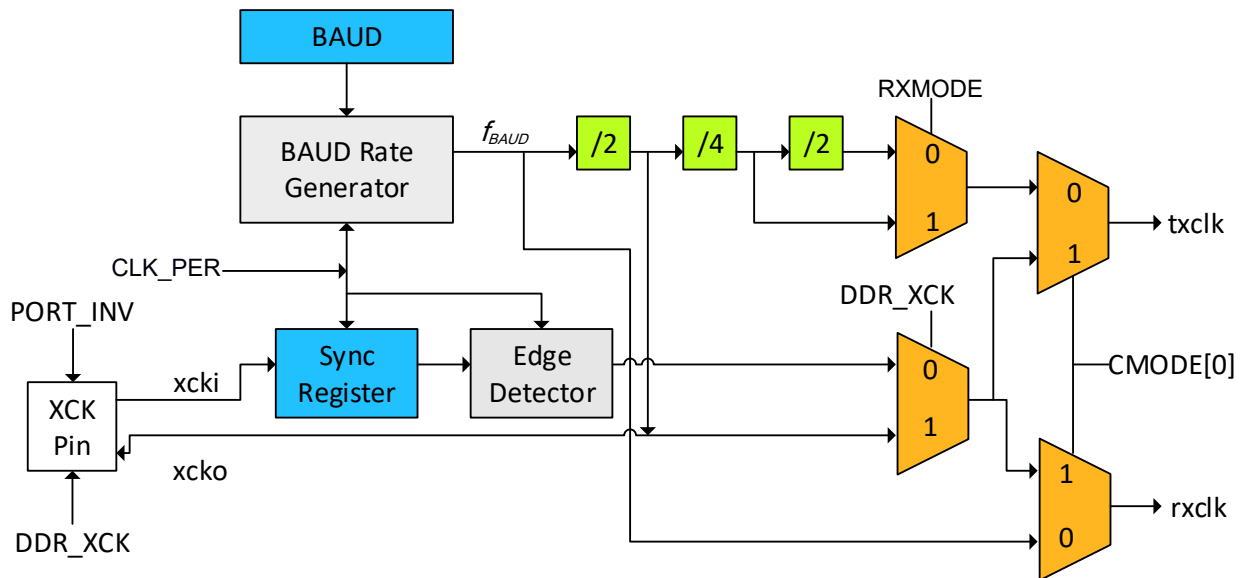 BAUD
RXMODE
BAUD Rate
Generator
fBAUD
/2
/4
/2
0
1
0
1
txclk
CLK_PER
PORT_INV
DDR_XCK
Sync
Register
Edge
Detector
0
1
CMODE[0]
xcki
XCK
Pin
xcko
1
0
rxclk
DDR_XCK